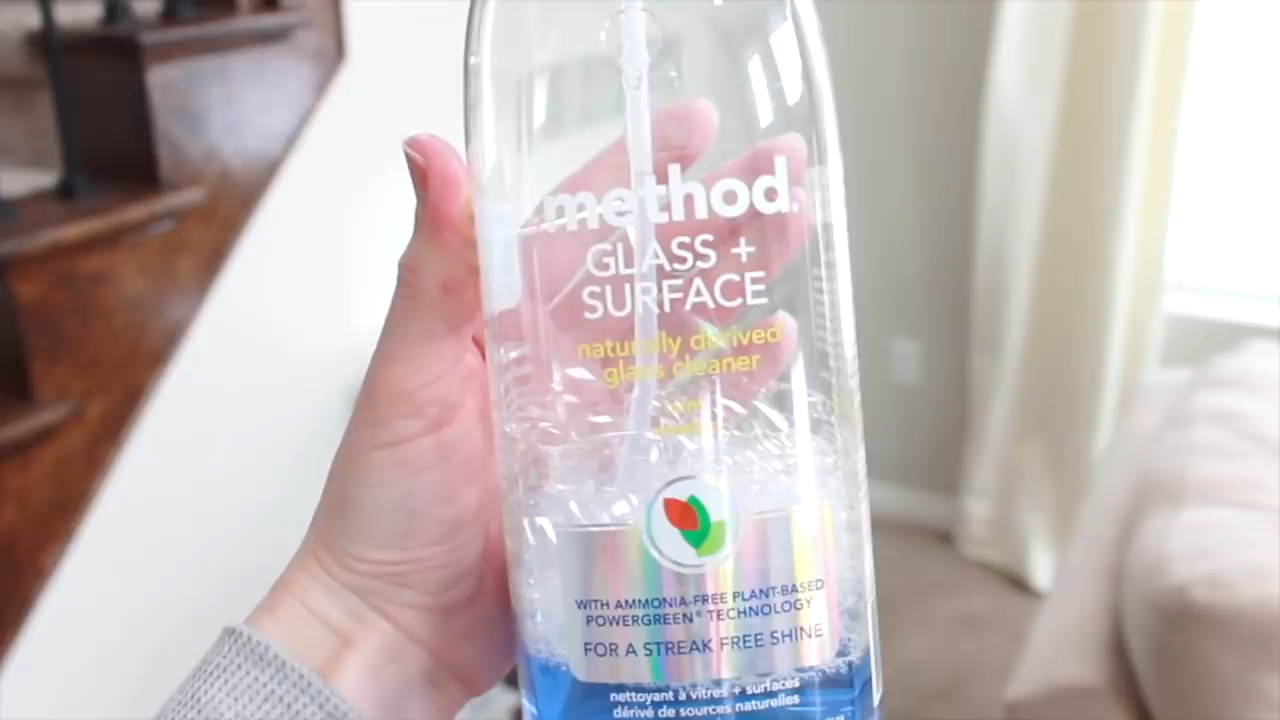 method.
GLASS +
SURFACE
naturally derived
glass cleaner
WITH AMMONIA-FREE PLANT-BASED
POWERGREEN® TECHNOLOGY
FOR A STREAK FREE SHINE
nettoyant à vitres + surfaces
dérivé de sources naturelles